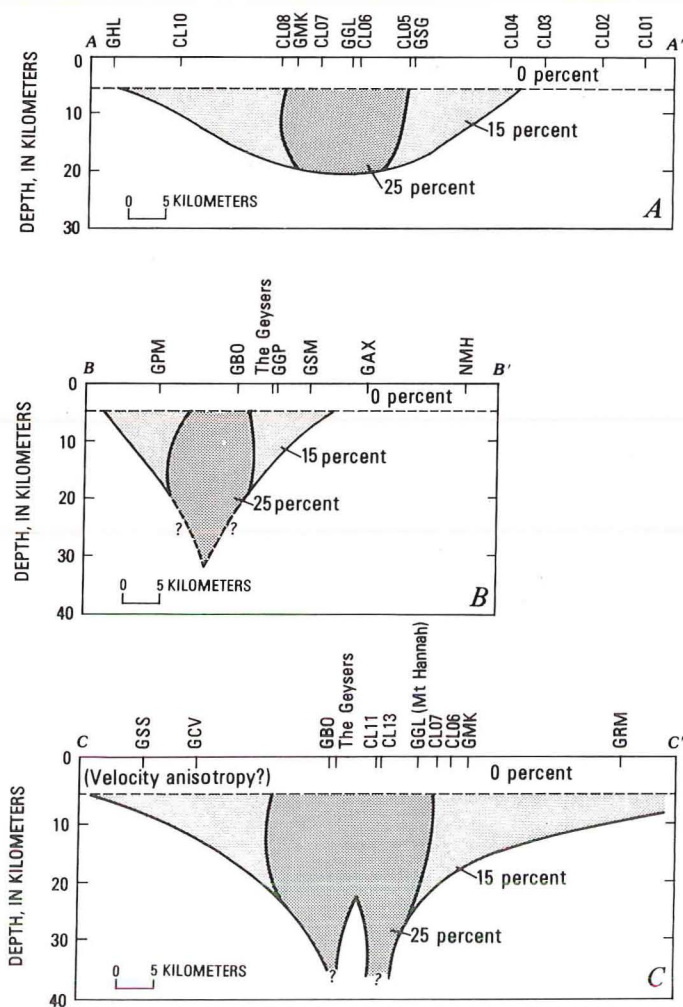 A GHL CL10 CL08 GMK CL07 GGL CL06 CL05 GSG CL04 CL03 CL02 CL01 A'
0 percent
15 percent
25 percent
0
10
20
30
DEPTH, IN KILOMETERS
0 5 KILOMETERS
A
B GPM GBO The Geysers GGP GSM GAX NMH B'
0 percent
15 percent
25 percent
0
10
20
30
40
DEPTH, IN KILOMETERS
? ?
0 5 KILOMETERS
B
C GSS GCV GBO The Geysers CL11 CL13 GGL (Mt Hannah) CL07 CL06 GMK GRM C'
(Velocity anisotropy?) 0 percent
15 percent
25 percent
0
10
20
30
40
DEPTH, IN KILOMETERS
? ?
0 5 KILOMETERS
C